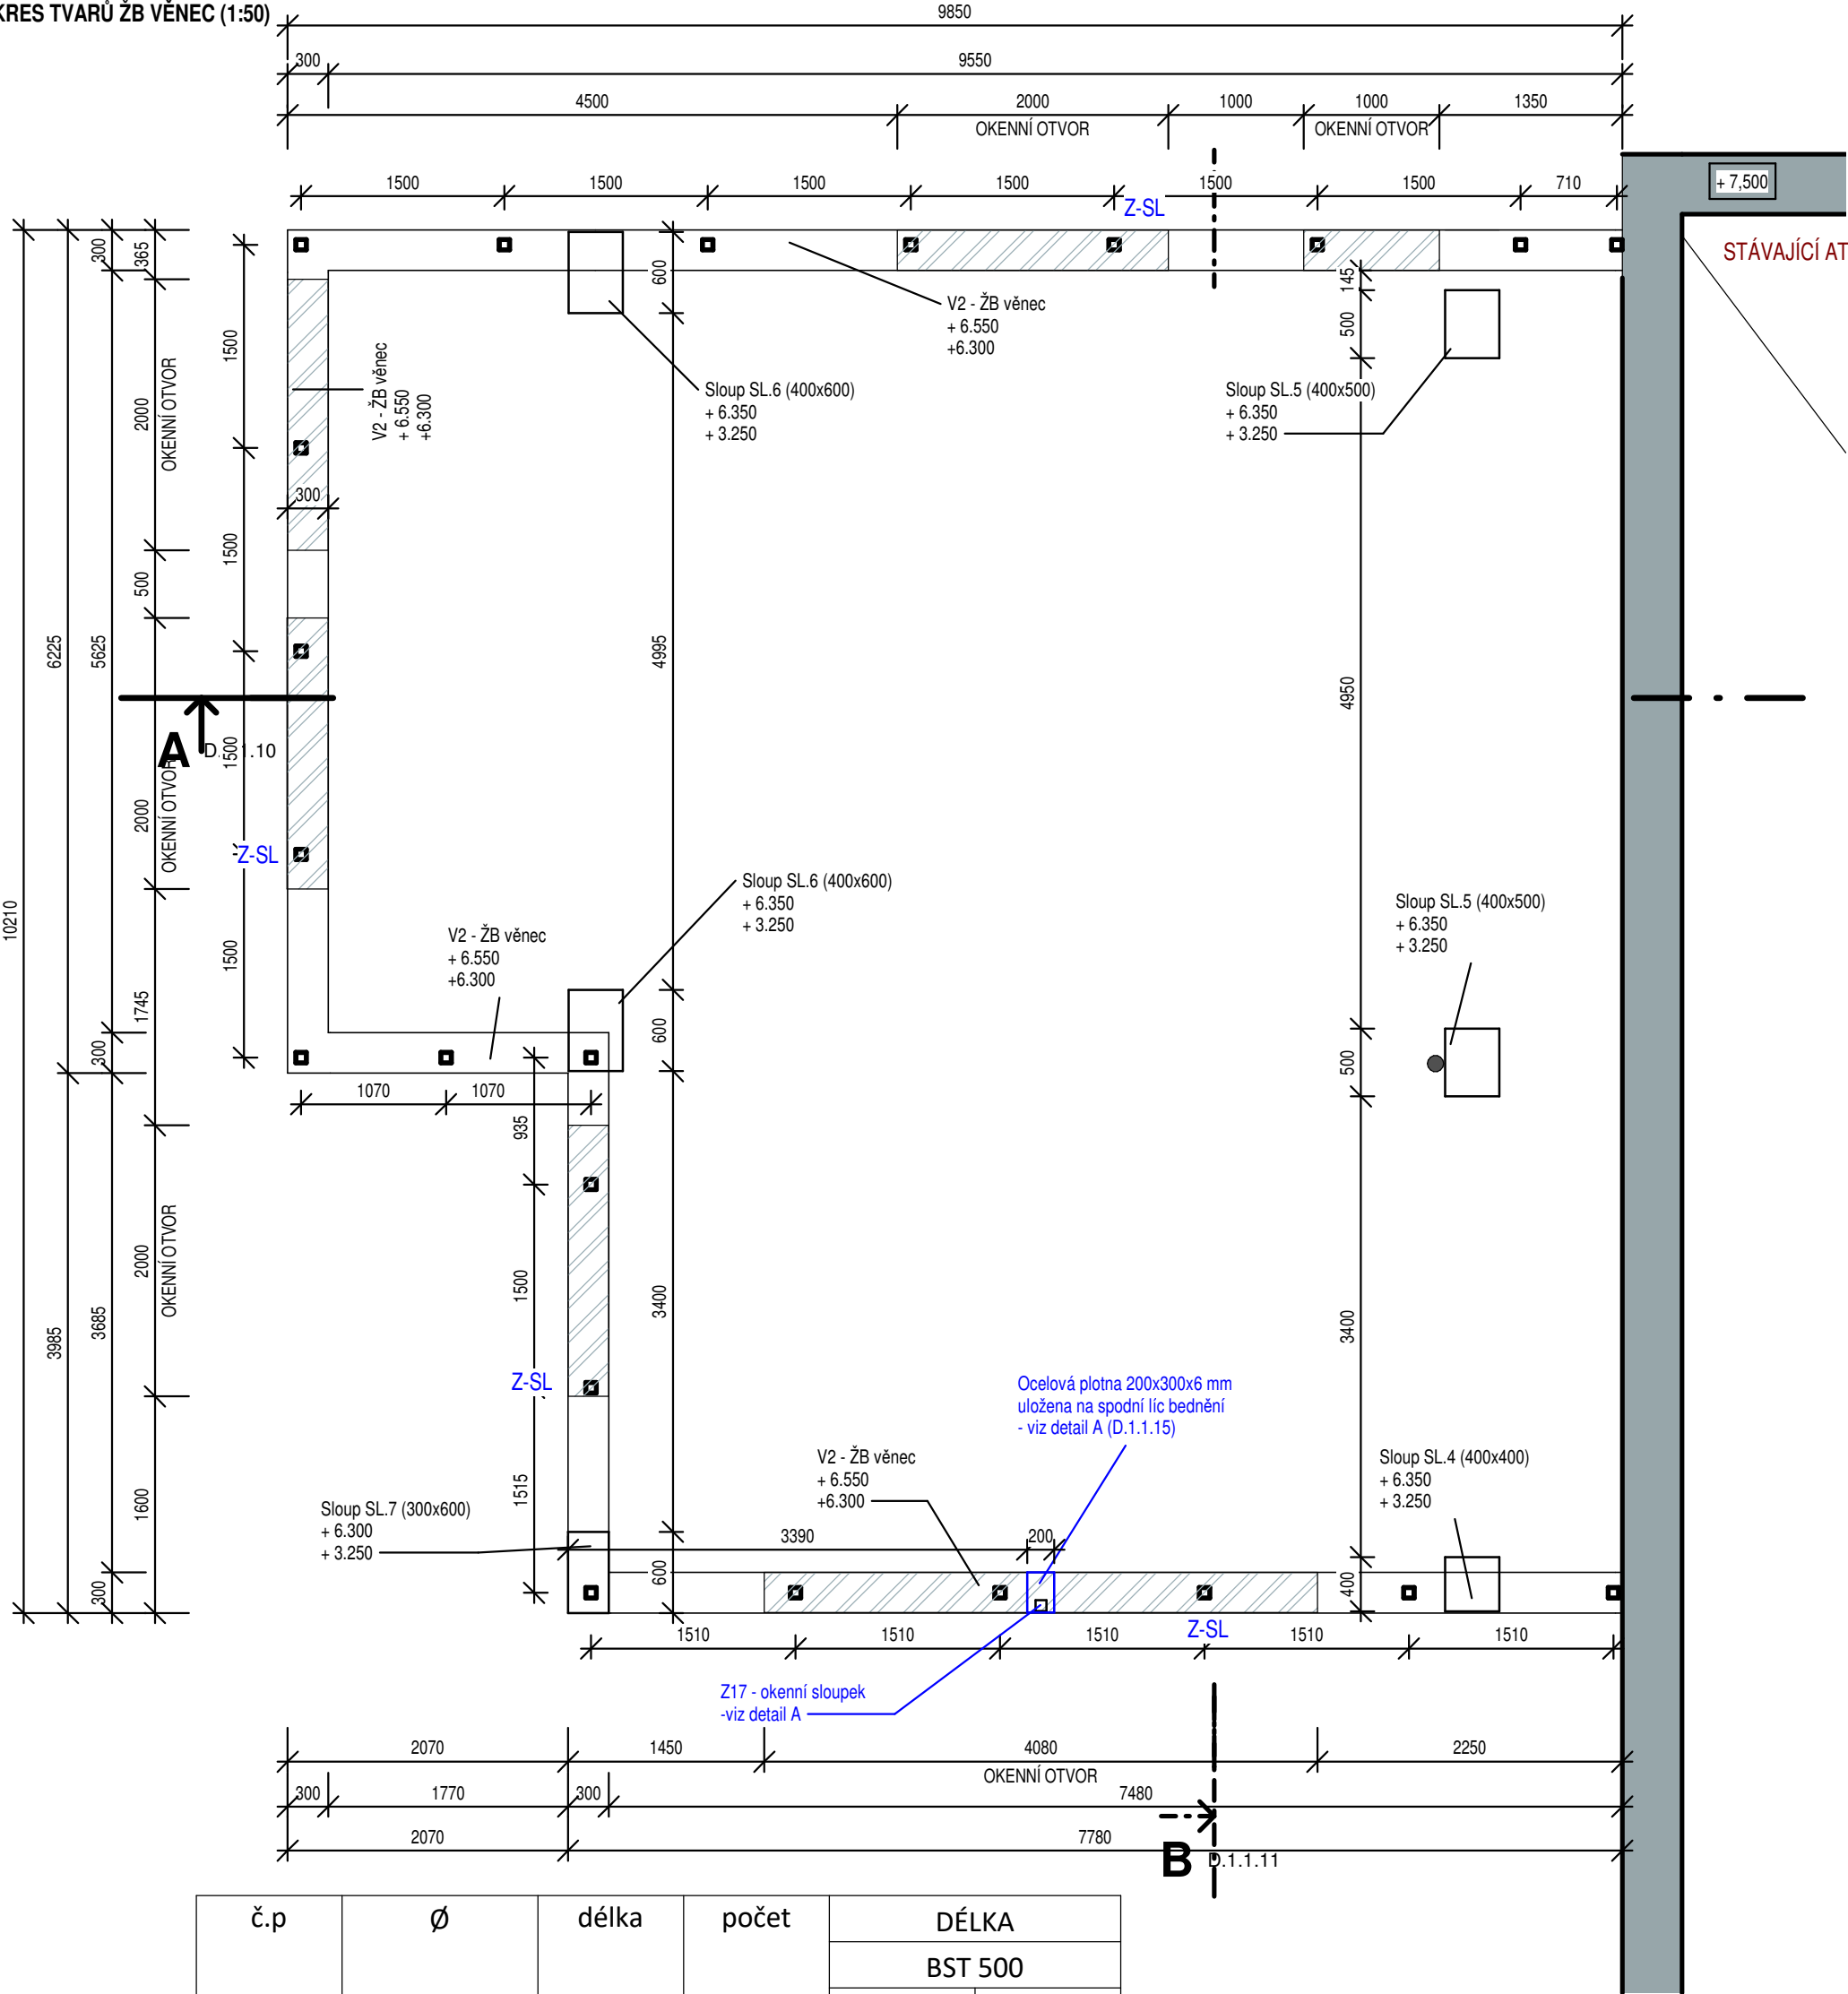 KRES TVARŮ ŽB VĚNEC (1:50)
9850
300
9550
4500
2000
1000
1000
1350
OKENNÍ OTVOR
OKENNÍ OTVOR
1500
1500
1500
1500
1500
1500
710
Z-SL
+ 7,500
STÁVAJÍCÍ AT
300
365
600
145
500
1500
2000
OKENNÍ OTVOR
V2 - ŽB věnec
+ 6.550
+6.300
V2 - ŽB věnec
+ 6.550
+6.300
Sloup SL.6 (400x600)
+ 6.350
+ 3.250
Sloup SL.5 (400x500)
+ 6.350
+ 3.250
300
1500
500
6225
5625
4995
4950
A
1500
2000
OKENNÍ OTVOR
Z-SL
10210
1500
1745
300
Sloup SL.6 (400x600)
+ 6.350
+ 3.250
V2 - ŽB věnec
+ 6.550
+6.300
Sloup SL.5 (400x500)
+ 6.350
+ 3.250
600
500
1070
1070
935
2000
OKENNÍ OTVOR
1500
3400
3400
3985
3685
Z-SL
Ocelová plotna 200x300x6 mm
uložena na spodní líc bednění
- viz detail A (D.1.1.15)
V2 - ŽB věnec
+ 6.550
+6.300
Sloup SL.4 (400x400)
+ 6.350
+ 3.250
1515
1600
Sloup SL.7 (300x600)
+ 6.300
+ 3.250
3390
200
300
600
400
1510
1510
1510
Z-SL
1510
1510
Z17 - okenní sloupek
-viz detail A
2070
1450
4080
2250
OKENNÍ OTVOR
300
1770
300
7480
2070
7780
B
D.1.1.11
č.p
Ø
délka
počet
DÉLKA
BST 500